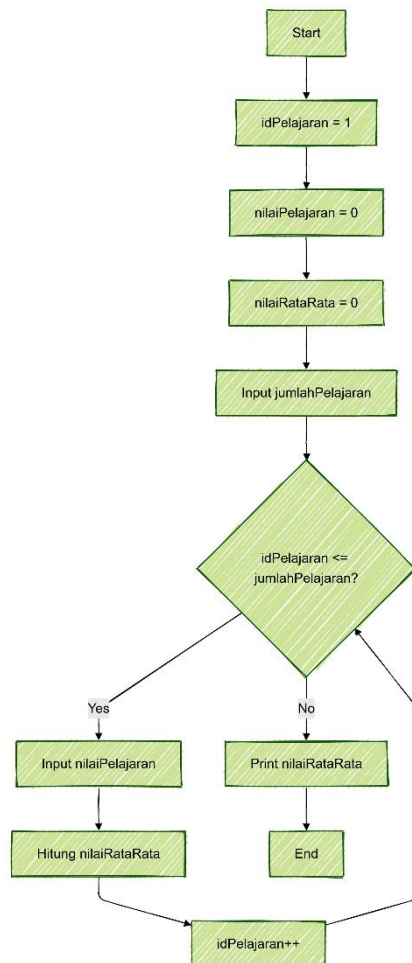 Start
idPelajaran = 1
nilaiPelajaran = 0
nilaiRataRata = 0
Input jumlahPelajaran
idPelajaran <=
jumlahPelajaran?
Yes
No
Input nilaiPelajaran
Print nilaiRataRata
Hitung nilaiRataRata
End
idPelajaran++